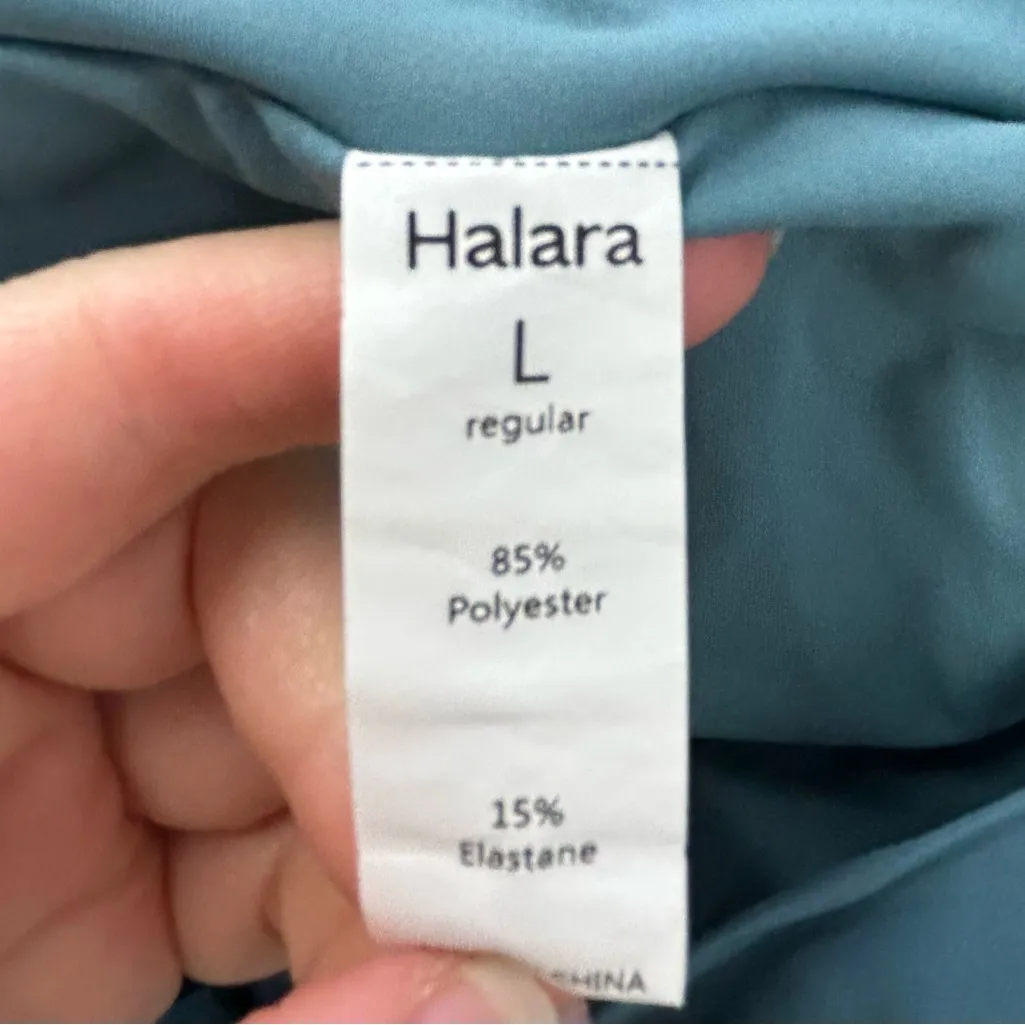 Halara
L
regular
85%
Polyester
15%
Elastane